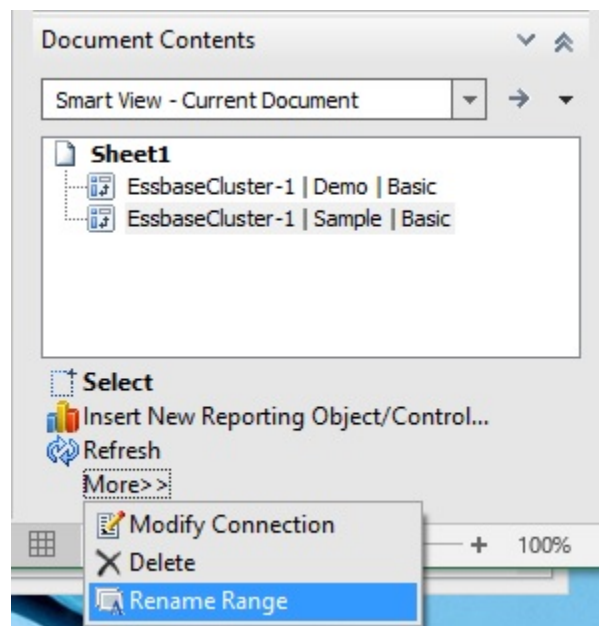 Document Contents
Smart View - Current Document
Sheet1
EssbaseCluster-1 | Demo | Basic
EssbaseCluster-1 | Sample | Basic
Select
Insert New Reporting Object/Control...
Refresh
More>>
Modify Connection
100%
Delete
Rename Range